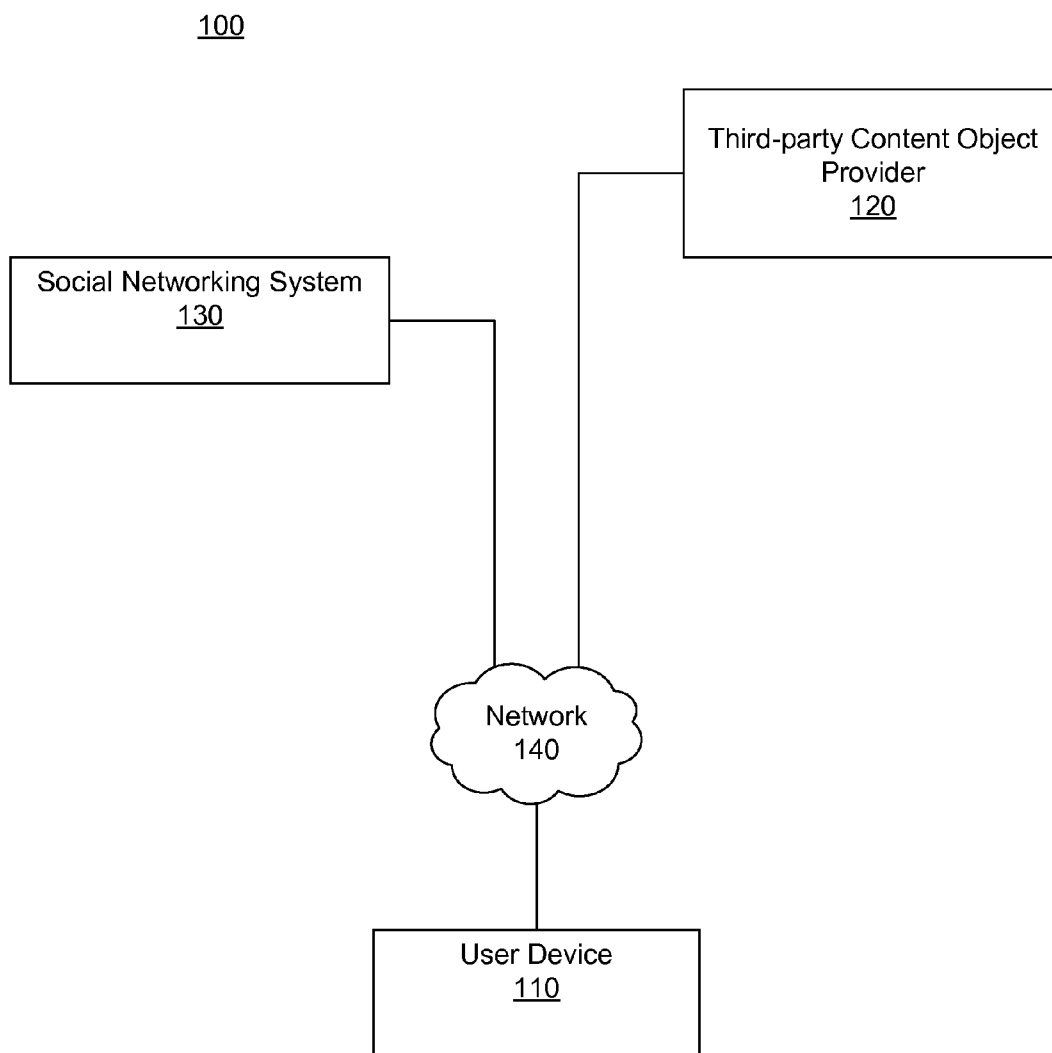 100
Third-party Content Object
Provider
120
Social Networking System
130
Network
140
User Device
110